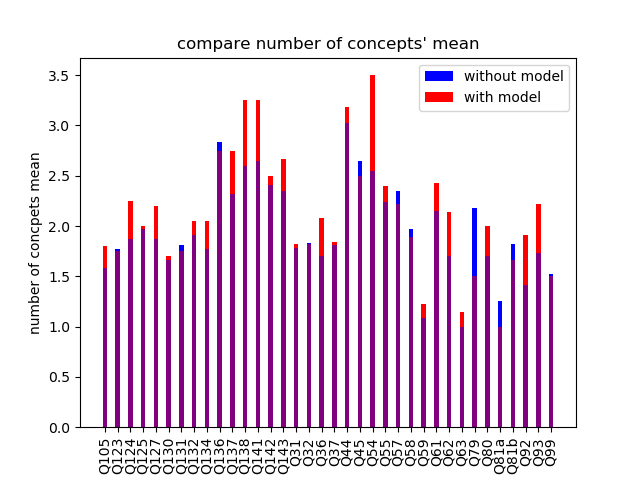 compare number of concepts' mean
without model
with model
number of concpets mean
3.5
3.0
2.5
2.0
1.5
1.0
0.5
0.0
Q105
Q123
Q124
Q125
Q127
Q130
Q131
Q132
Q134
Q136
Q137
Q138
Q141
Q142
Q143
Q31
Q32
Q36
Q37
Q44
Q45
Q54
Q55
Q57
Q58
Q59
Q61
Q62
Q63
Q79
Q80
Q81a
Q81b
Q92
Q93
Q99